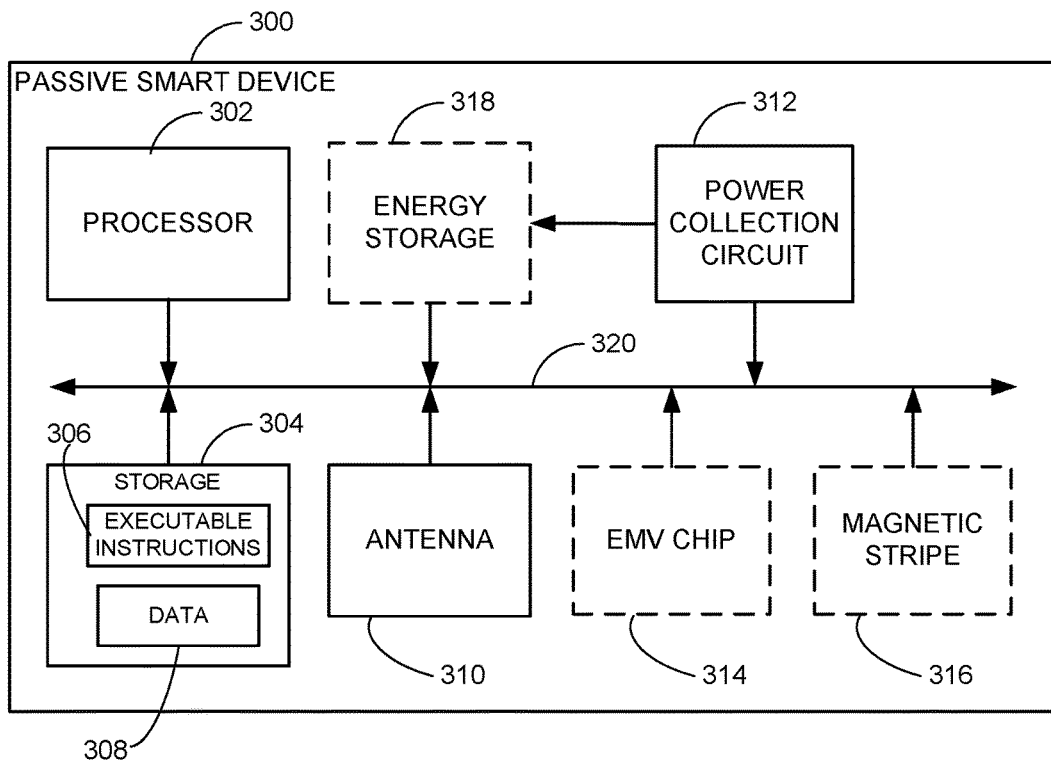 300
PASSIVE SMART DEVICE
302
318
312
PROCESSOR
ENERGY
STORAGE
POWER
COLLECTION
CIRCUIT
320
306
304
STORAGE
EXECUTABLE
INSTRUCTIONS
DATA
ANTENNA
EMV CHIP
MAGNETIC
STRIPE
310
314
316
308